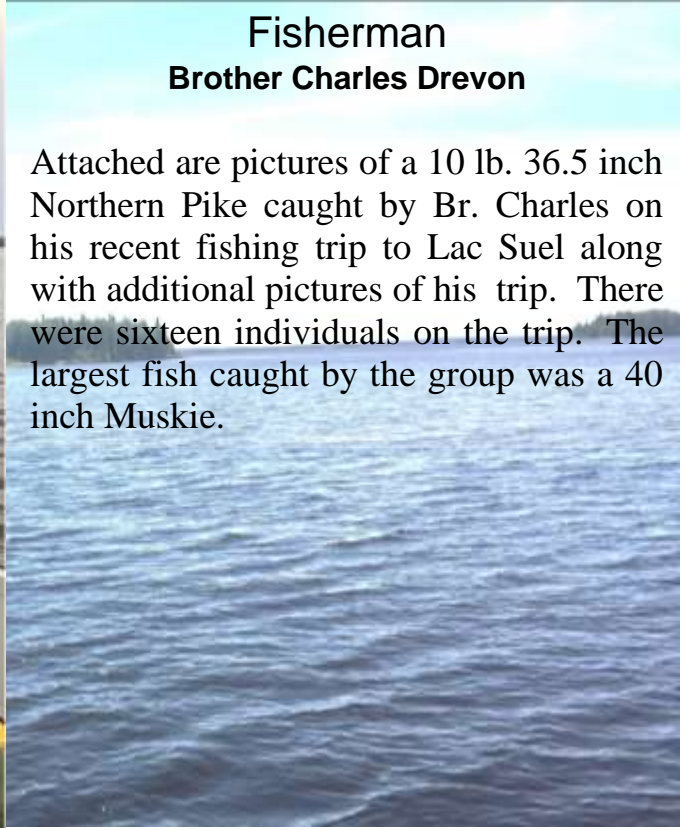 Fisherman
Brother Charles Drevon
Attached are pictures of a 10 lb. 36.5 inch
Northern Pike caught by Br. Charles on
his recent fishing trip to Lac Suel along
with additional pictures of his trip. There
were sixteen individuals on the trip. The
largest fish caught by the group was a 40
inch Muskie.